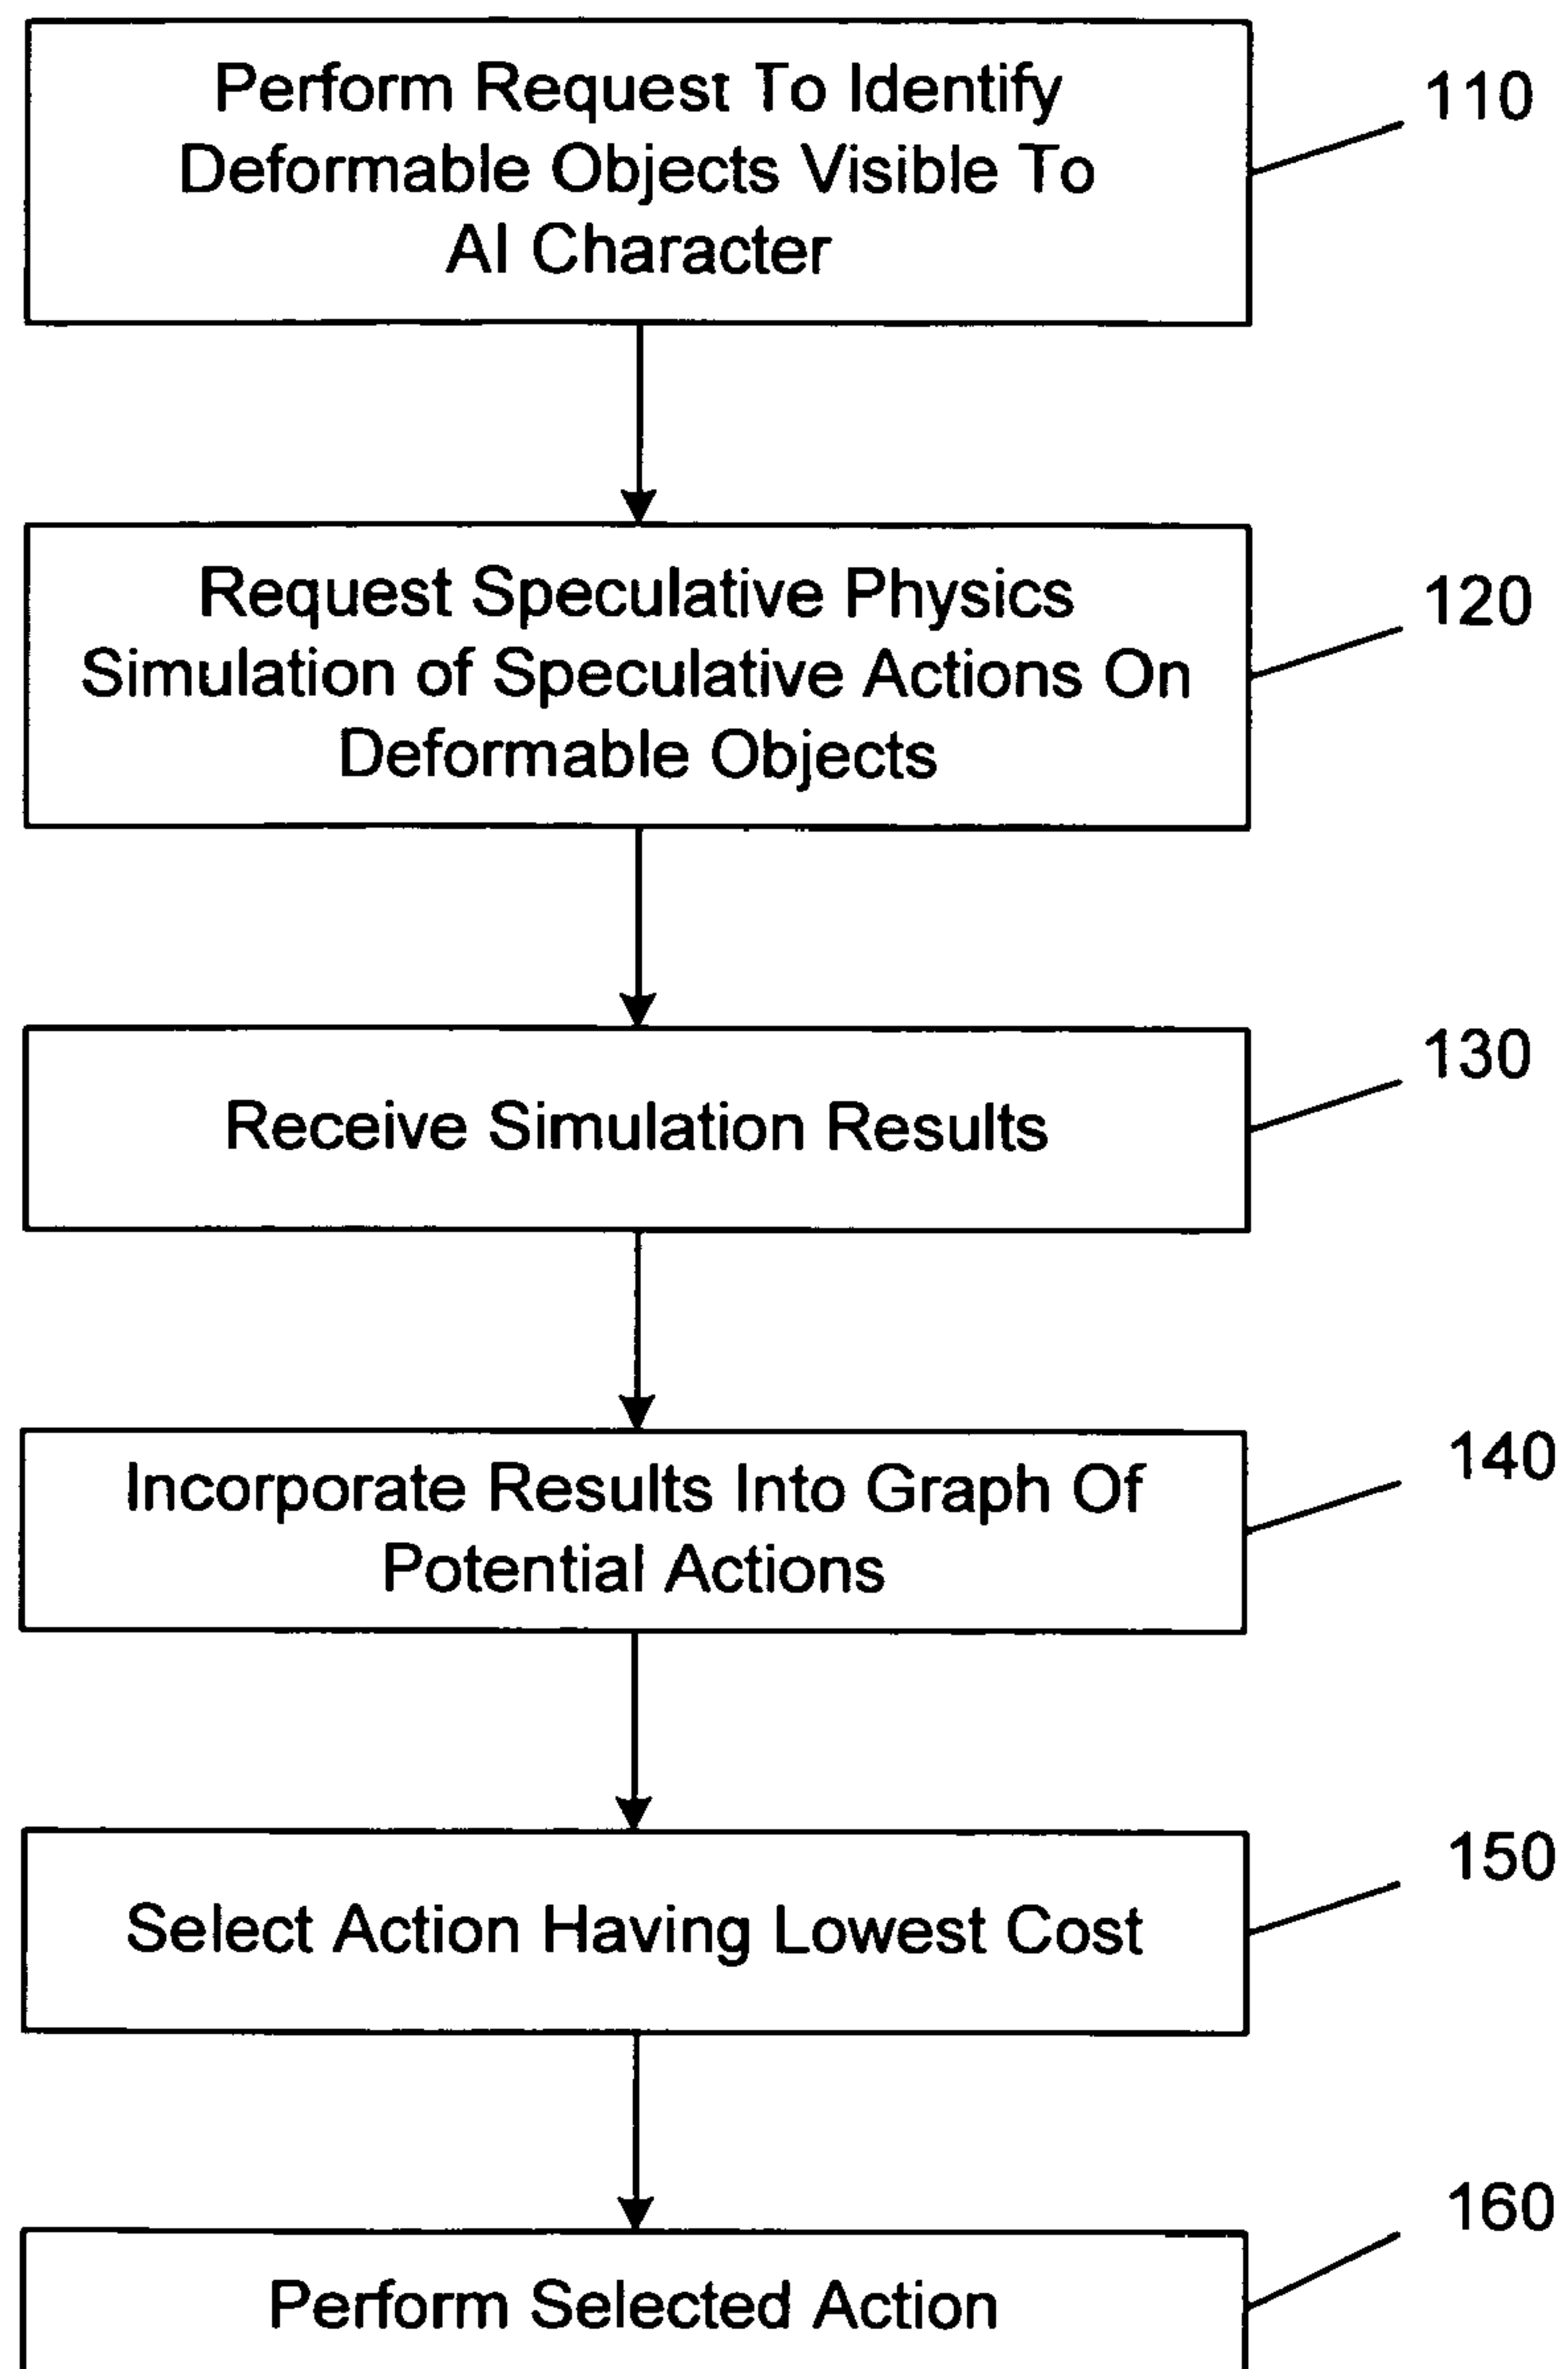 Perform Request To Identify
Deformable Objects Visible To
AI Character
110
Request Speculative Physics
Simulation of Speculative Actions On
Deformable Objects
120
Receive Simulation Results
130
Incorporate Results Into Graph Of
Potential Actions
140
Select Action Having Lowest Cost
150
Perform Selected Action
160